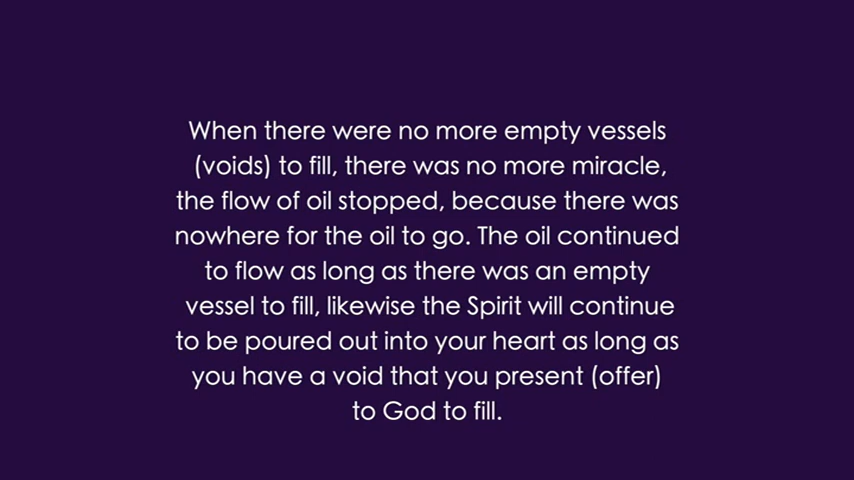 When there were no more empty vessels
(voids) to fill, there was no more miracle,
the flow of oil stopped, because there was
nowhere for the oil to go. The oil continued
to flow as long as there was an empty
vessel to fill, likewise the Spirit will continue
to be poured out into your heart as long as
you have a void that you present (offer)
to God to fill.